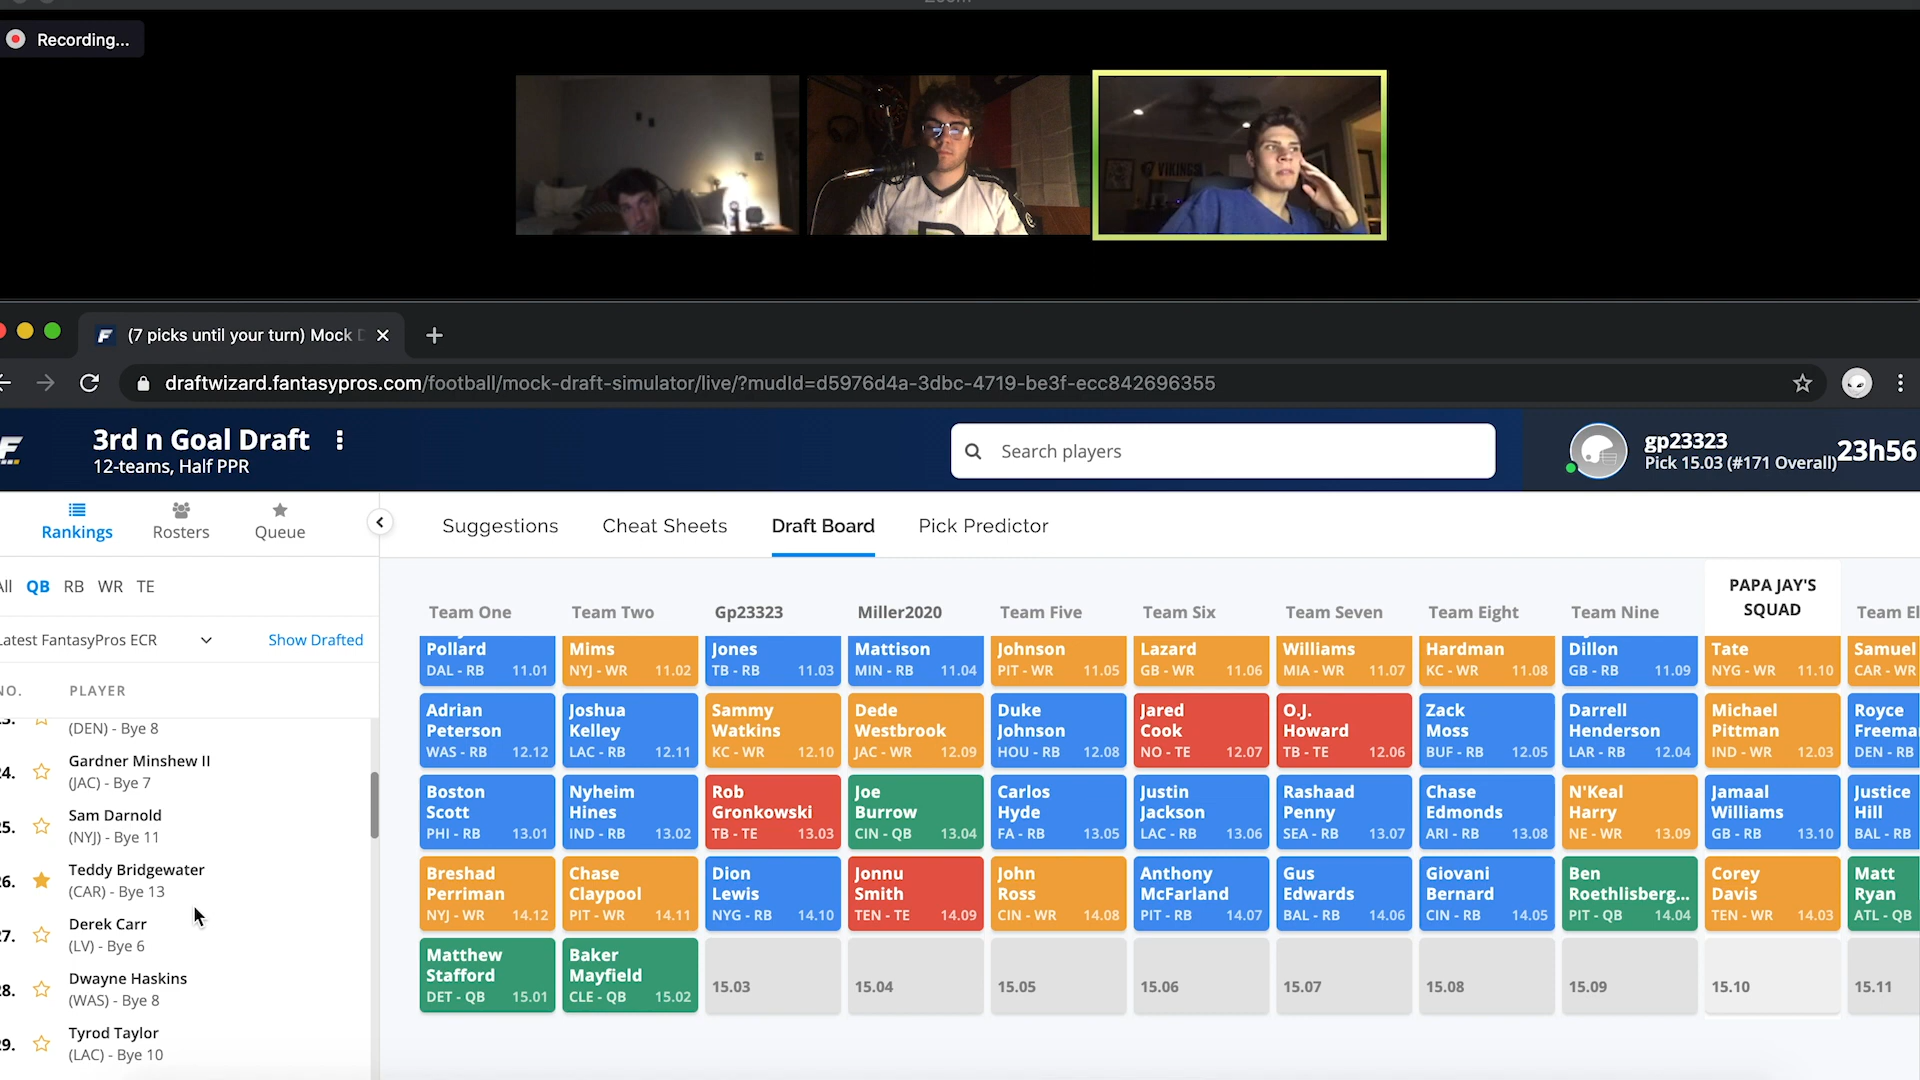 Recording...
VIKINGS
(7 picks until your turn) Mock D
draftwizard.fantasypros.com/football/mock-draft-simulator/live/?mudId=d5976d4a-3dbc-4719-be3f-ecc842696355
3rd n Goal Draft
12-teams, Half PPR
Search players
gp23323
Pick 15.03 (#171 Overall)
23h56
Rankings
Rosters
Queue
Suggestions
Cheat Sheets
Draft Board
Pick Predictor
All QB RB WR TE
Latest FantasyPros ECR
Show Drafted
NO. PLAYER
(DEN) - Bye 8
24. Gardner Minshew II
(JAC) - Bye 7
25. Sam Darnold
(NYJ) - Bye 11
26. Teddy Bridgewater
(CAR) - Bye 13
27. Derek Carr
(LV) - Bye 6
28. Dwayne Haskins
(WAS) - Bye 8
29. Tyrod Taylor
(LAC) - Bye 10
Team One
Team Two
Gp23323
Miller2020
Team Five
Team Six
Team Seven
Team Eight
Team Nine
PAPA JAY'S
SQUAD
Team El
Pollard
DAL - RB 11.01
Mims
NYJ - WR 11.02
Jones
TB - RB 11.03
Mattison
MIN - RB 11.04
Johnson
PIT - WR 11.05
Lazard
GB - WR 11.06
Williams
MIA - WR 11.07
Hardman
KC - WR 11.08
Dillon
GB - RB 11.09
Tate
NYG - WR 11.10
Samuel
CAR - WR
Adrian
Peterson
WAS - RB 12.12
Joshua
Kelley
LAC - RB 12.11
Sammy
Watkins
KC - WR 12.10
Dede
Westbrook
JAC - WR 12.09
Duke
Johnson
HOU - RB 12.08
Jared
Cook
NO - TE 12.07
O.J.
Howard
TB - TE 12.06
Zack
Moss
BUF - RB 12.05
Darrell
Henderson
LAR - RB 12.04
Michael
Pittman
IND - WR 12.03
Royce
Freema
DEN - RB
Boston
Scott
PHI - RB 13.01
Nyheim
Hines
IND - RB 13.02
Rob
Gronkowski
TB - TE 13.03
Joe
Burrow
CIN - QB 13.04
Carlos
Hyde
FA - RB 13.05
Justin
Jackson
LAC - RB 13.06
Rashaad
Penny
SEA - RB 13.07
Chase
Edmonds
ARI - RB 13.08
N'Keal
Harry
NE - WR 13.09
Jamaal
Williams
GB - RB 13.10
Justice
Hill
BAL - RB
Breshad
Perriman
NYJ - WR 14.12
Chase
Claypool
PIT - WR 14.11
Dion
Lewis
NYG - RB 14.10
Jonnu
Smith
TEN - TE 14.09
John
Ross
CIN - WR 14.08
Anthony
McFarland
PIT - RB 14.07
Gus
Edwards
BAL - RB 14.06
Giovani
Bernard
CIN - RB 14.05
Ben
Roethlisberg...
PIT - QB 14.04
Corey
Davis
TEN - WR 14.03
Matt
Ryan
ATL - QB
Matthew
Stafford
DET - QB 15.01
Baker
Mayfield
CLE - QB 15.02
15.03
15.04
15.05
15.06
15.07
15.08
15.09
15.10
15.11